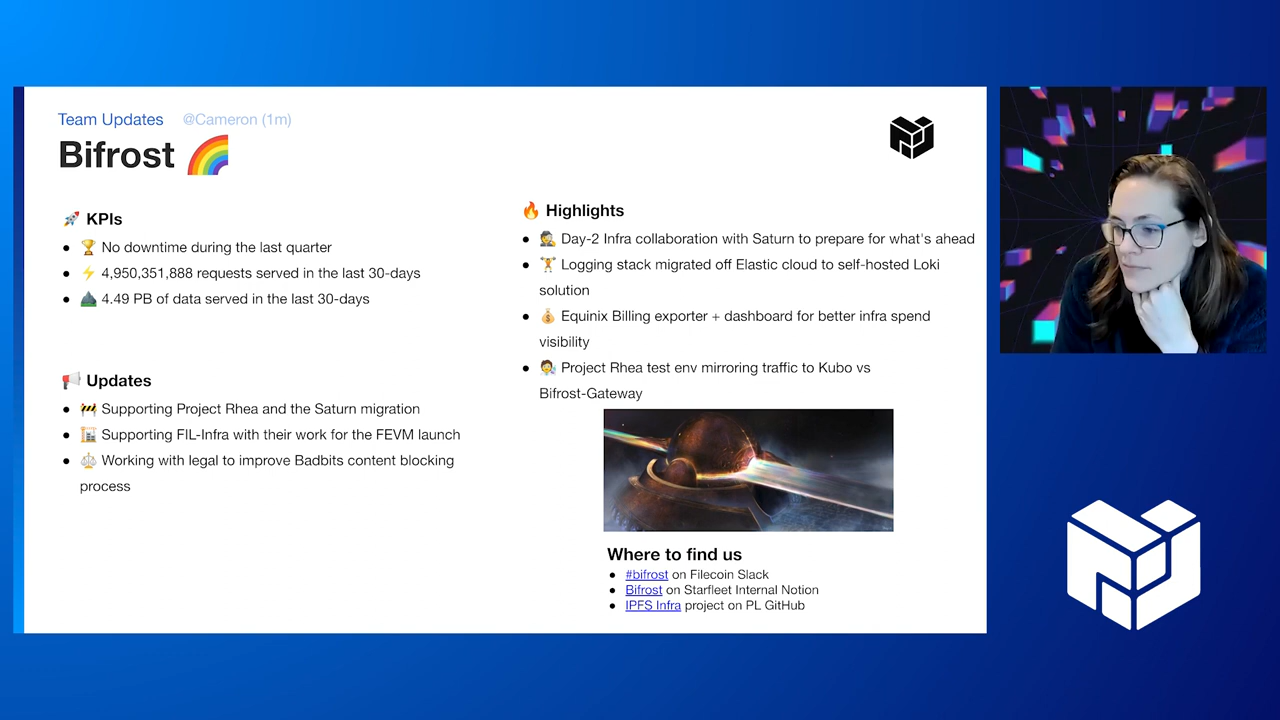 Team Updates @Cameron (1m)
Bifrost 🌈
🚀 KPIs
● 🏆 No downtime during the last quarter
● ⚡ 4,950,351,888 requests served in the last 30-days
● ⛰️ 4.49 PB of data served in the last 30-days
📢 Updates
● 🚧 Supporting Project Rhea and the Saturn migration
● 🏗️ Supporting FIL-Infra with their work for the FEVM launch
● ⚖️ Working with legal to improve Badbits content blocking
process
🔥 Highlights
● 🕵️ Day-2 Infra collaboration with Saturn to prepare for what's ahead
● 🏋️ Logging stack migrated off Elastic cloud to self-hosted Loki
solution
● 💰 Equinix Billing exporter + dashboard for better infra spend
visibility
● 🧑‍🔬 Project Rhea test env mirroring traffic to Kubo vs
Bifrost-Gateway
Where to find us
● #bifrost on Filecoin Slack
● Bifrost on Starfleet Internal Notion
● IPFS Infra project on PL GitHub